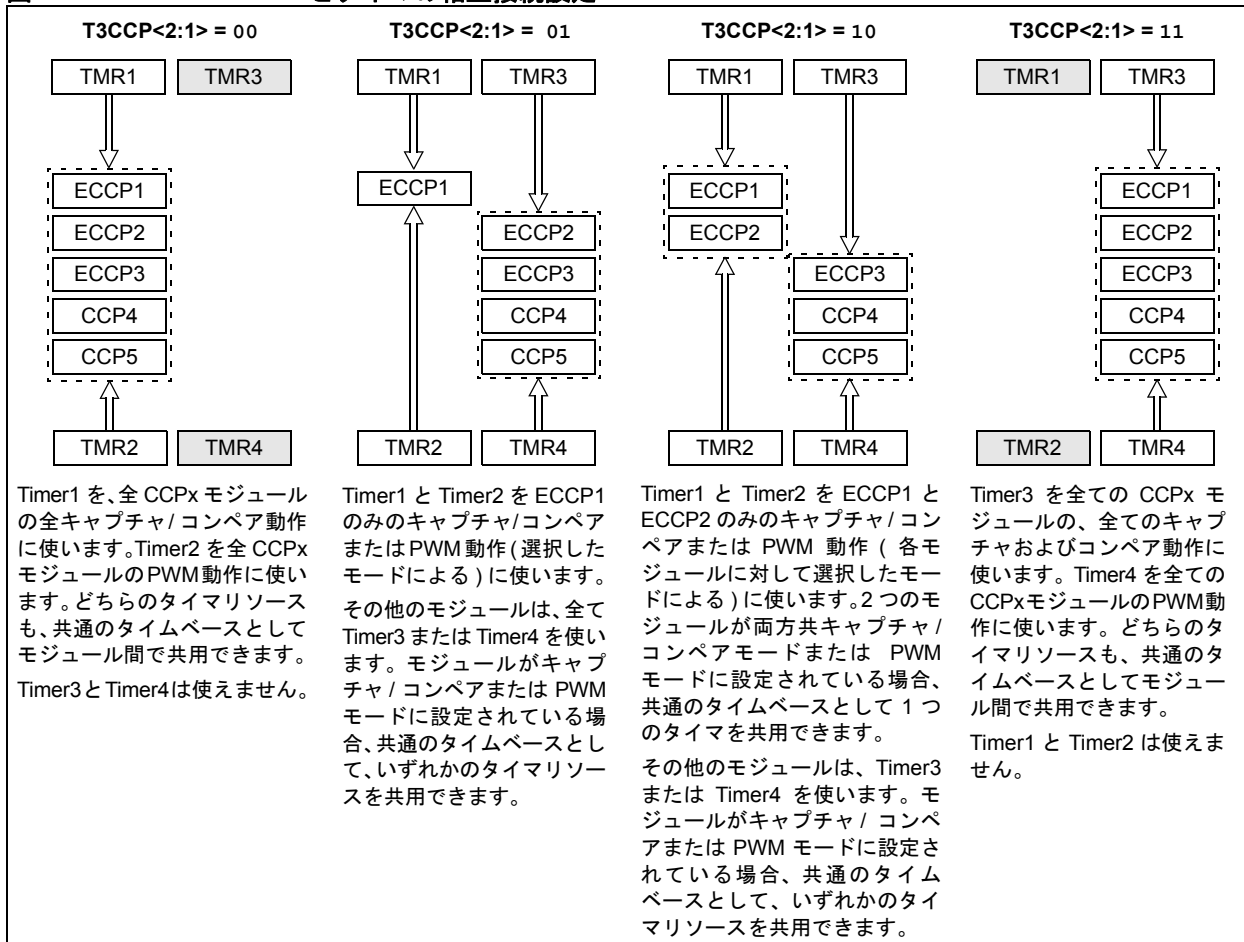 T3CCP<2:1> = 00
TMR1 TMR3
ECCP1
ECCP2
ECCP3
CCP4
CCP5
TMR2 TMR4
Timer1 を、全 CCPx モジュール
の全キャプチャ/ コンペア動作
に使います。Timer2 を全 CCPx
モジュールのPWM動作に使い
ます。どちらのタイマリソース
も、共通のタイムベースとして
モジュール間で共用できます。
Timer3とTimer4は使えません。
T3CCP<2:1> = 01
TMR1 TMR3
ECCP1
ECCP2
ECCP3
CCP4
CCP5
TMR2 TMR4
Timer1 と Timer2 を ECCP1
のみのキャプチャ/コンペア
またはPWM動作 ( 選択した
モードによる ) に使います。
その他のモジュールは、全て
Timer3 または Timer4 を使い
ます。モジュールがキャプ
チャ / コンペアまたは PWM
モードに設定されている場
合、共通のタイムベースとし
て、いずれかのタイマリソー
スを共用できます。
T3CCP<2:1> = 10
TMR1 TMR3
ECCP1
ECCP2
ECCP3
CCP4
CCP5
TMR2 TMR4
Timer1 と Timer2 を ECCP1 と
ECCP2 のみのキャプチャ / コン
ペアまたは PWM 動作 ( 各モ
ジュールに対して選択したモー
ドによる ) に使います。2 つのモ
ジュールが両方共キャプチャ /
コンペアモードまたは PWM
モードに設定されている場合、
共通のタイムベースとして 1 つ
のタイマを共用できます。
その他のモジュールは、Timer3
または Timer4 を使います。モ
ジュールがキャプチャ / コンペ
アまたは PWM モードに設定さ
れている場合、共通のタイム
ベースとして、いずれかのタイ
マリソースを共用できます。
T3CCP<2:1> = 11
TMR1 TMR3
ECCP1
ECCP2
ECCP3
CCP4
CCP5
TMR2 TMR4
Timer3 を全ての CCPx モ
ジュールの、全てのキャプ
チャおよびコンペア動作に
使います。Timer4 を全ての
CCPxモジュールのPWM動
作に使います。どちらのタ
イマリソースも、共通のタ
イムベースとしてモジュー
ル間で共用できます。
Timer1 と Timer2 は使えま
せん。